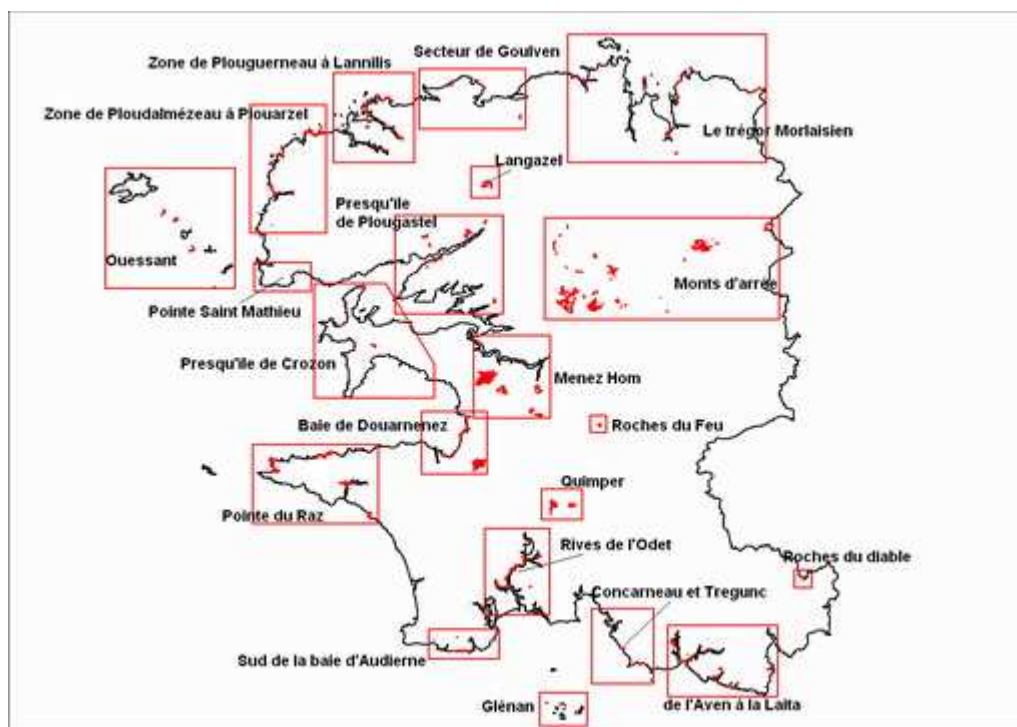 Secteur de Goulven
Zone de Plouguerneau à Lannilis
Zone de Ploudalmézeau à Plouarzel
Le trégor Morlaisien
Langazel
Presqu'ile
de Plougastel
Ouessant
Monts d'arrée
Pointe Saint Mathieu
Presqu'ile de Crozon
Menez Hom
Baie de Douarnenez
Roches du Feu
Quimper
Pointe du Raz
Rives de l'Odet
Roches du diable
Concarneau et Tregunc
Sud de la baie d'Audierne
de l'Aven à la Laita
Glénan